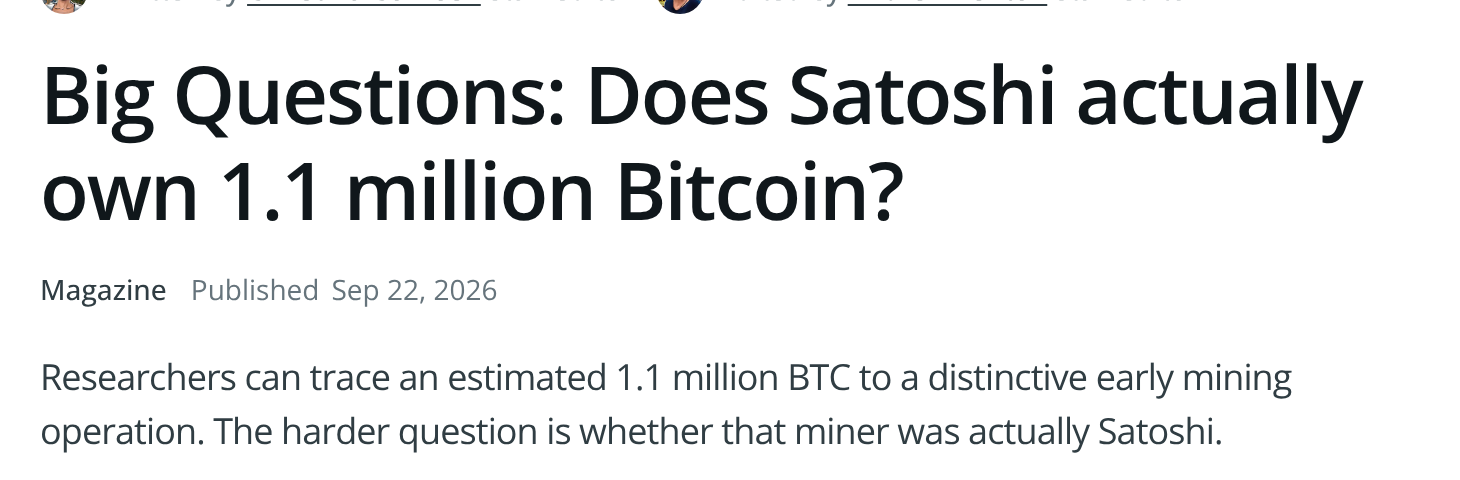 Big Questions: Does Satoshi actually
own 1.1 million Bitcoin?
Magazine Published Sep 22, 2026
Researchers can trace an estimated 1.1 million BTC to a distinctive early mining
operation. The harder question is whether that miner was actually Satoshi.